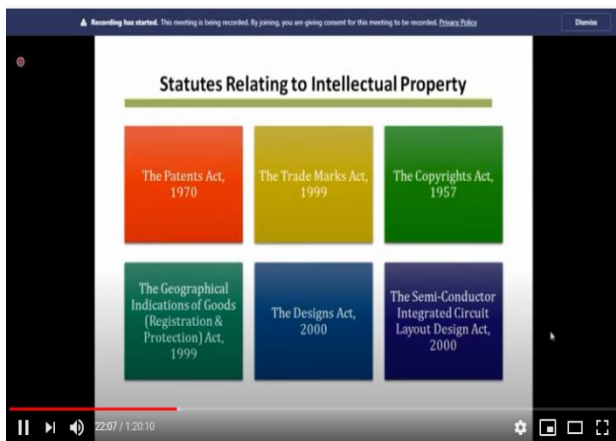 Recording has started. This meeting is being recorded. By joining, you are giving consent for this meeting to be recorded. Privacy Policy
Dismiss
Statutes Relating to Intellectual Property
The Patents Act,
1970
The Trade Marks Act,
1999
The Copyrights Act,
1957
The Geographical
Indications of Goods
(Registration &
Protection) Act,
1999
The Designs Act,
2000
The Semi-Conductor
Integrated Circuit
Layout Design Act,
2000
22:07 / 1:20:10